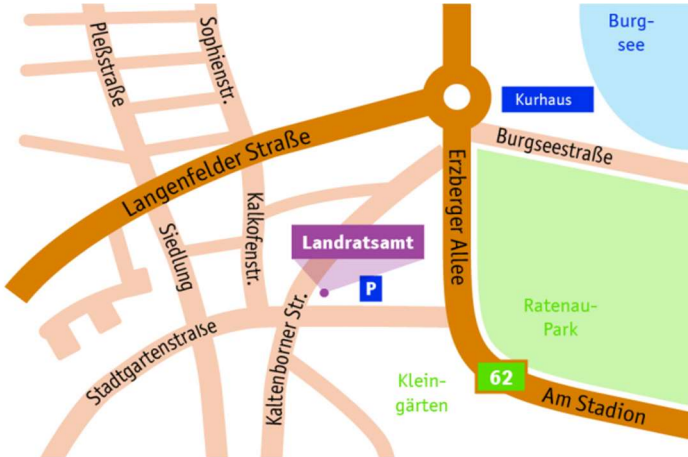 Pleßstraße
Sophienstr.
Burg-
see
Kurhaus
Burgseestraße
Langenfelder Straße
Erzberger Allee
Kalkofenstr.
Siedlung
Landratsamt
P
Kaltenborner Str.
Stadtgartenstraße
Ratenau-
Park
Klein-
gärten
62
Am Stadion